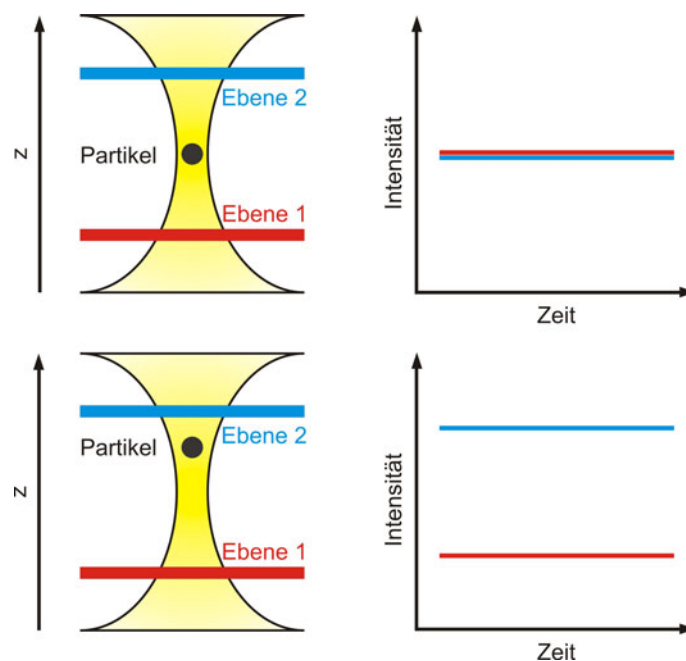 Ebene 2
z
Partikel
Ebene 1
Intensität
Zeit
Ebene 2
Partikel
z
Ebene 1
Intensität
Zeit